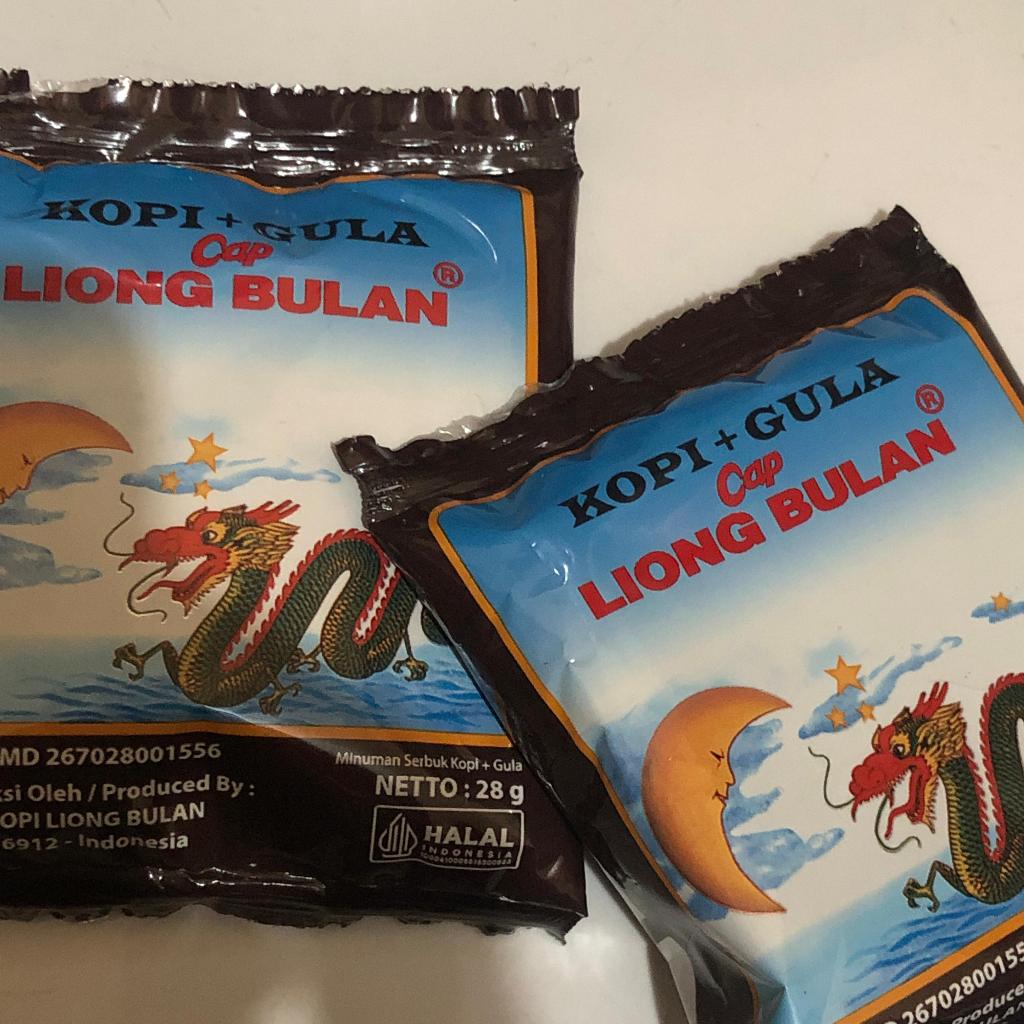 KOPI + GULA
Cap
LIONG BULAN®
MD 267028001556
si Oleh / Produced By :
OPI LIONG BULAN
6912 - Indonesia
Minuman Serbuk Kopi + Gula
NETTO : 28 g
HALAL
INDONESIA
KOPI + GULA
Cap
LIONG BULAN®
26702800155
Produce